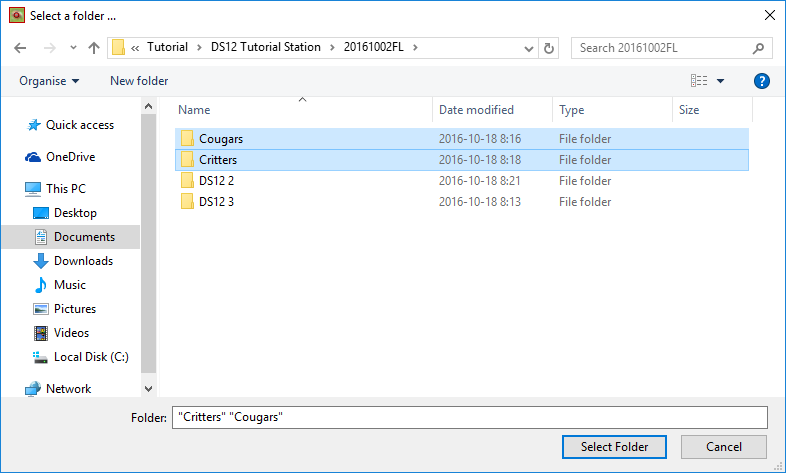 Select a folder ...
« Tutorial › DS12 Tutorial Station › 20161002FL ›
Search 20161002FL
Organise New folder
?
Name Date modified Type Size
Quick access
OneDrive
This PC
Desktop
Documents
Downloads
Music
Pictures
Videos
Local Disk (C:)
Network
Cougars 2016-10-18 8:16 File folder
Critters 2016-10-18 8:18 File folder
DS12 2 2016-10-18 8:21 File folder
DS12 3 2016-10-18 8:13 File folder
Folder: "Critters" "Cougars"
Select Folder Cancel